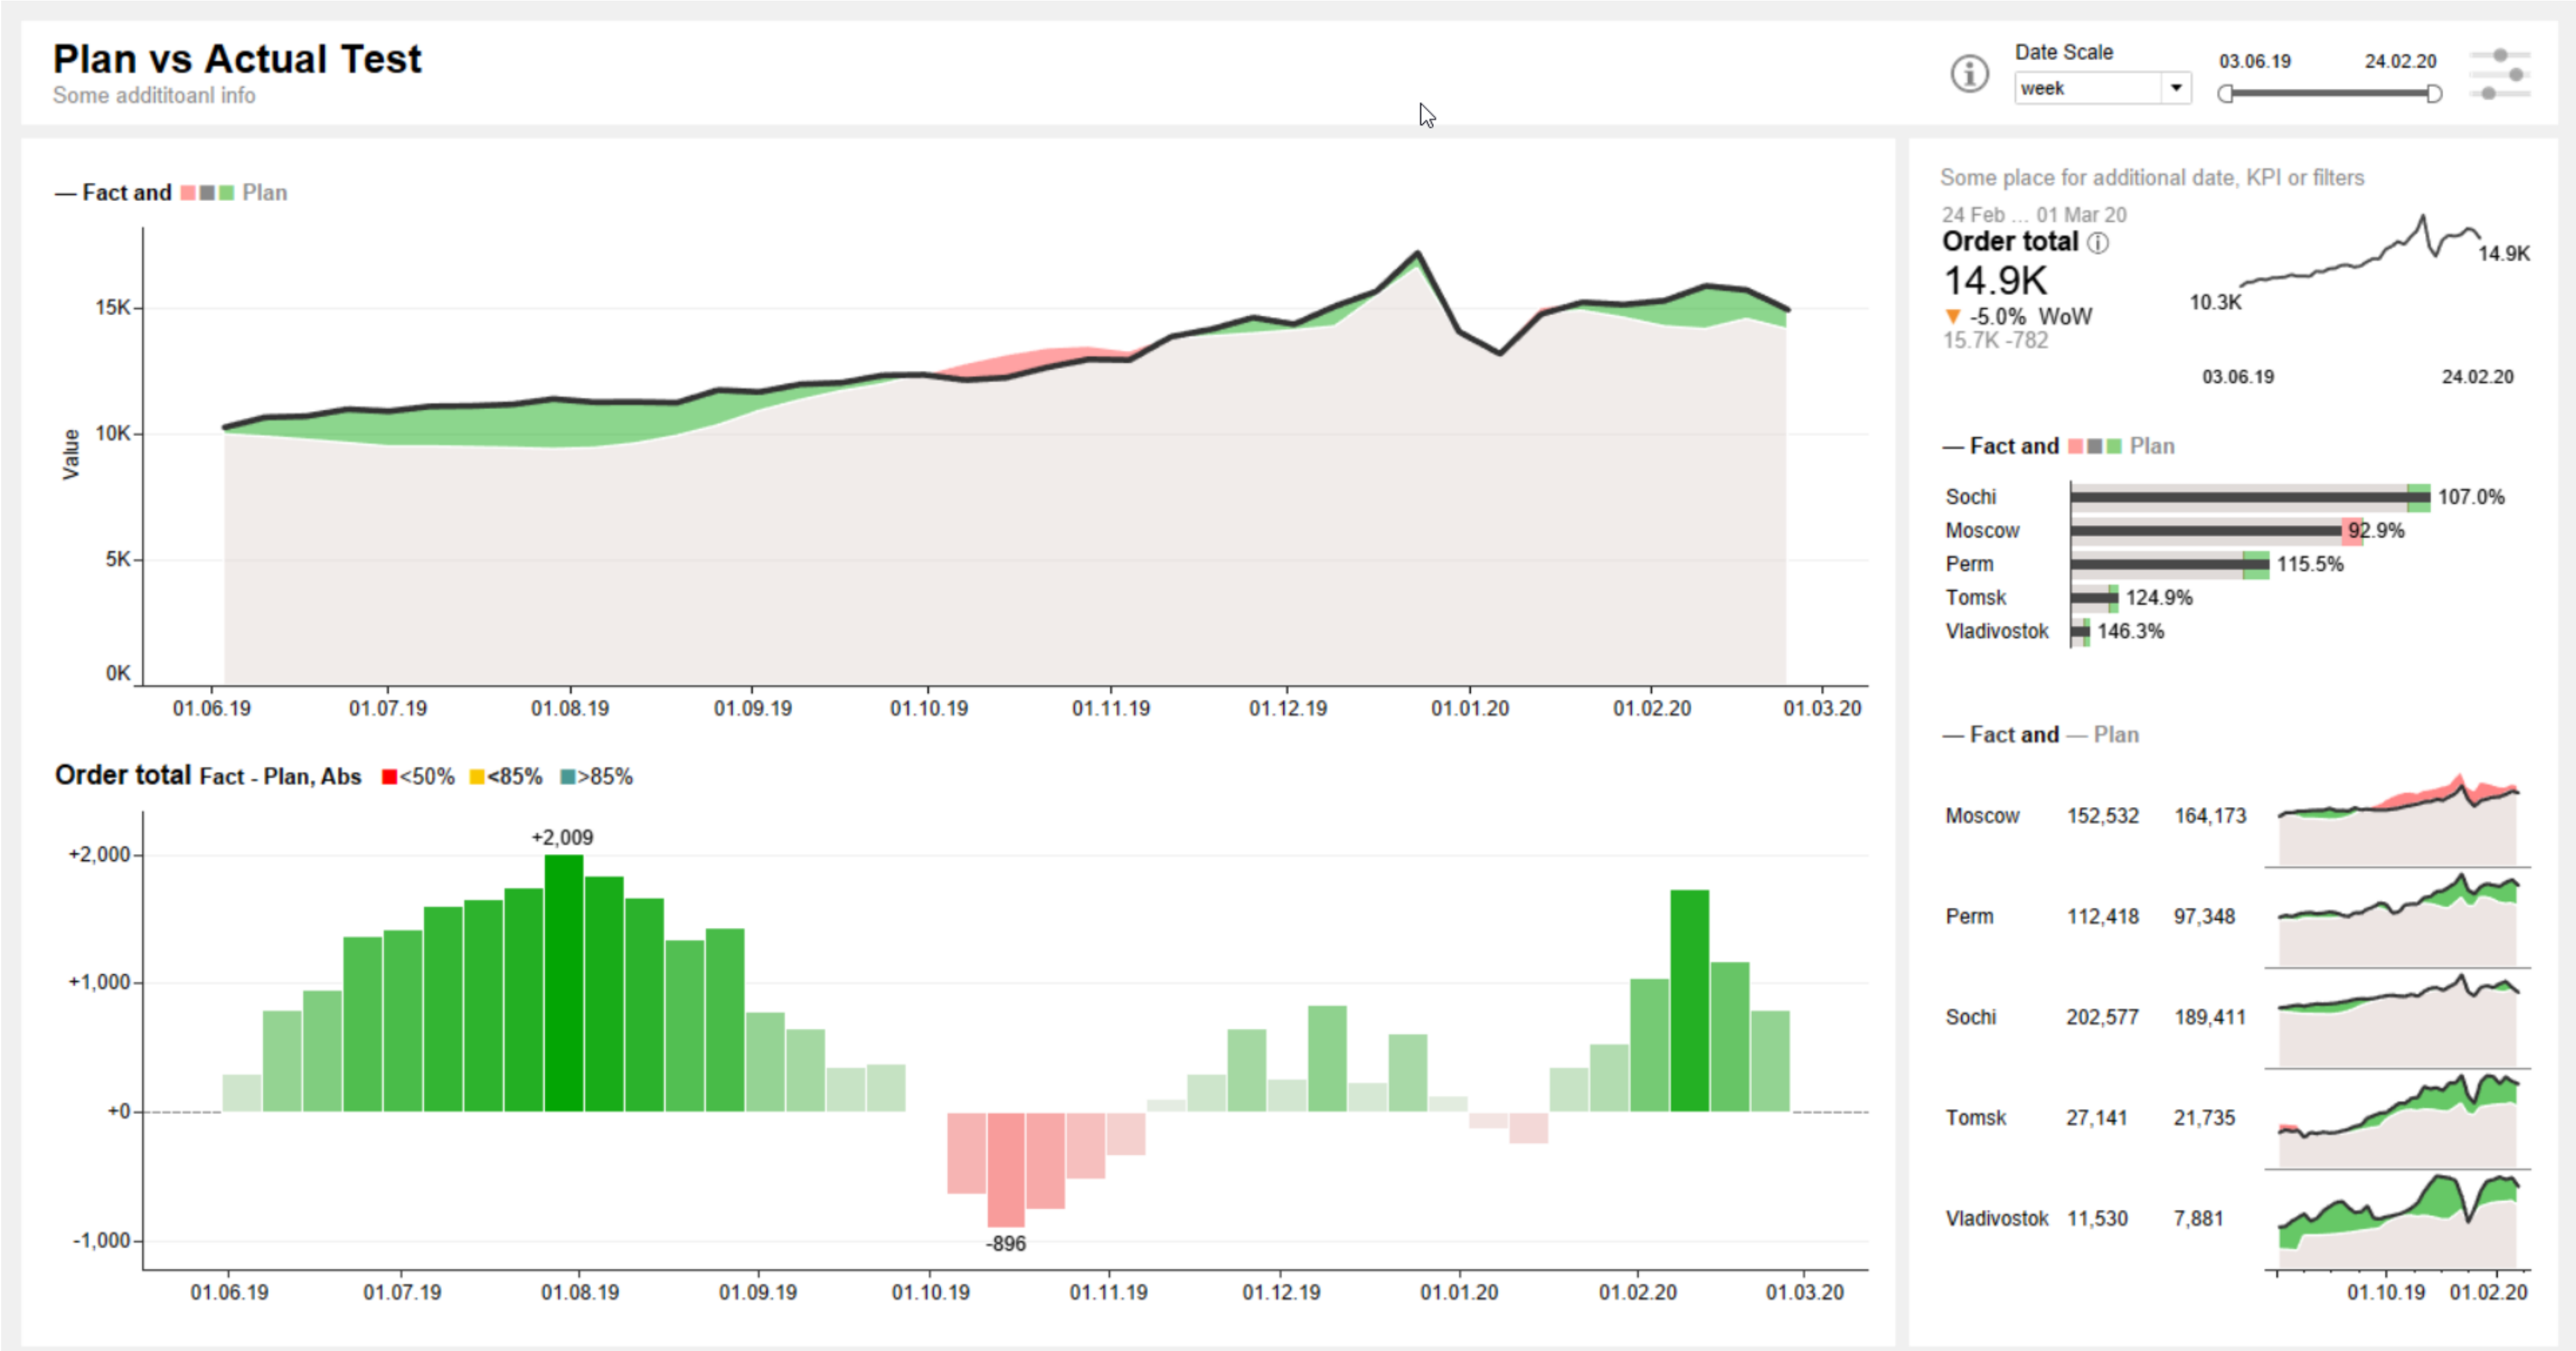 Plan vs Actual Test
Some addititoanl info
Date Scale
week
03.06.19 24.02.20
— Fact and Plan
15K
10K
5K
0K
Value
01.06.19 01.07.19 01.08.19 01.09.19 01.10.19 01.11.19 01.12.19 01.01.20 01.02.20 01.03.20
Order total Fact - Plan, Abs <50% <85% >85%
+2,009
+2,000
+1,000
+0
-1,000
-896
01.06.19 01.07.19 01.08.19 01.09.19 01.10.19 01.11.19 01.12.19 01.01.20 01.02.20 01.03.20
Some place for additional date, KPI or filters
24 Feb ... 01 Mar 20
Order total
14.9K
▼ -5.0% WoW
15.7K -782
14.9K
10.3K
03.06.19 24.02.20
— Fact and Plan
Sochi 107.0%
Moscow 92.9%
Perm 115.5%
Tomsk 124.9%
Vladivostok 146.3%
— Fact and — Plan
Moscow 152,532 164,173
Perm 112,418 97,348
Sochi 202,577 189,411
Tomsk 27,141 21,735
Vladivostok 11,530 7,881
01.10.19 01.02.20